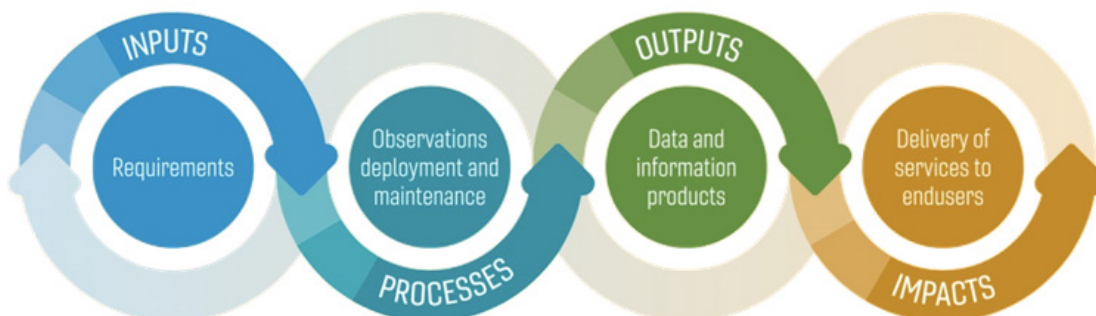 INPUTS
Requirements
Observations
deployment and
maintenance
PROCESSES
OUTPUTS
Data and
information
products
Delivery of
services to
endusers
IMPACTS